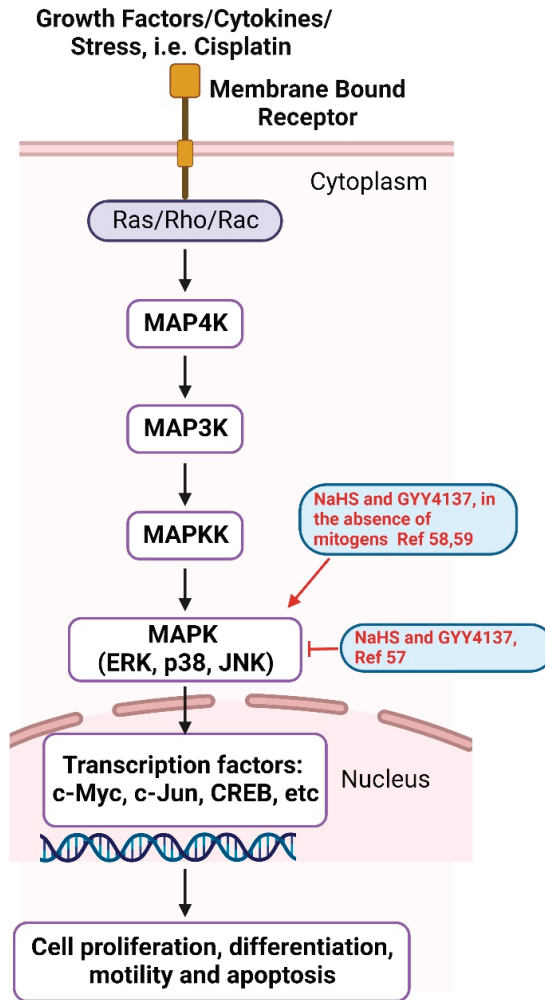 Growth Factors/Cytokines/
Stress, i.e. Cisplatin
Membrane Bound
Receptor
Cytoplasm
Ras/Rho/Rac
MAP4K
MAP3K
MAPKK
NaHS and GYY4137, in
the absence of
mitogens Ref 58,59
MAPK
(ERK, p38, JNK)
NaHS and GYY4137,
Ref 57
Transcription factors:
c-Myc, c-Jun, CREB, etc
Nucleus
Cell proliferation, differentiation,
motility and apoptosis